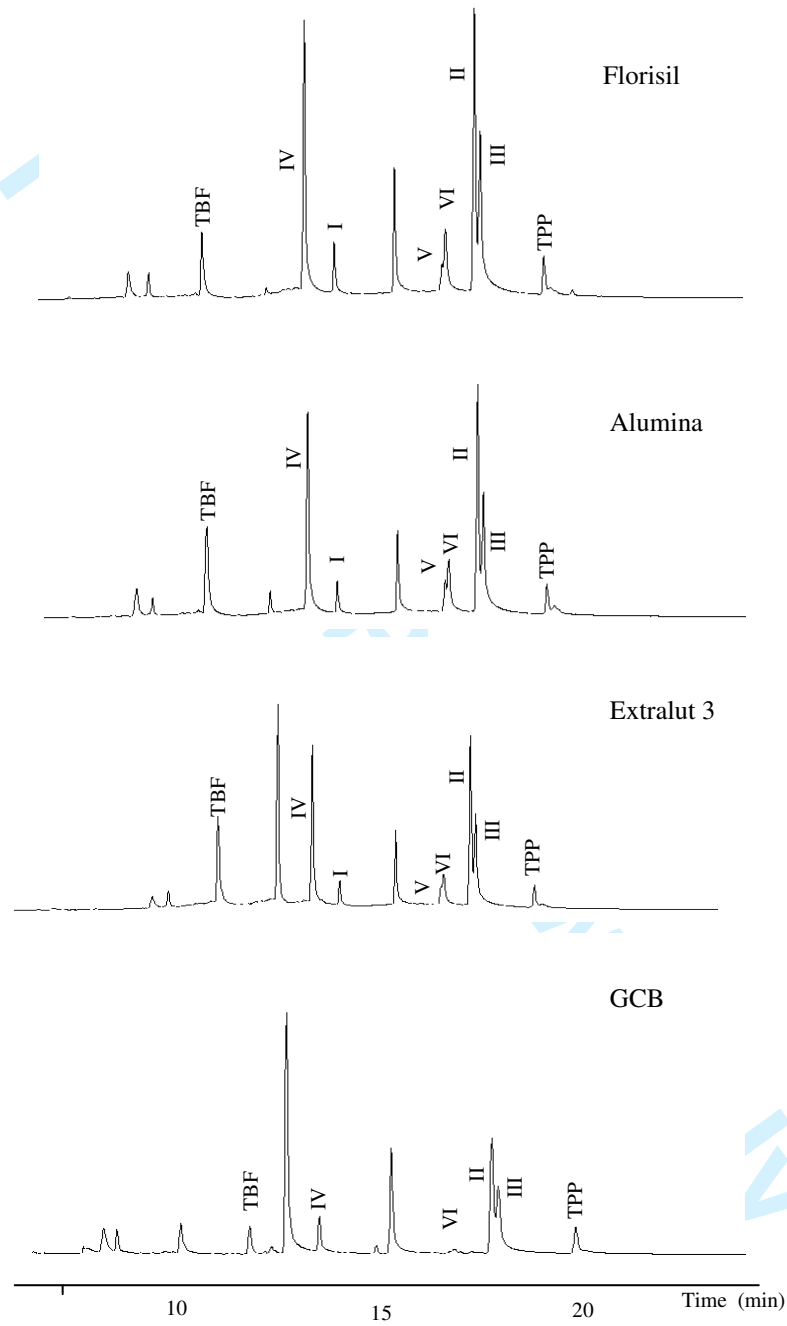 Florisil
II
IV
III
VI
TBF
I
V
TPP
Alumina
II
IV
TBF
VI
III
I
V
TPP
Extralut 3
II
IV
TBF
III
VI
TPP
I
V
GCB
II
TBF
III
IV
TPP
VI
10 15 20 Time (min)